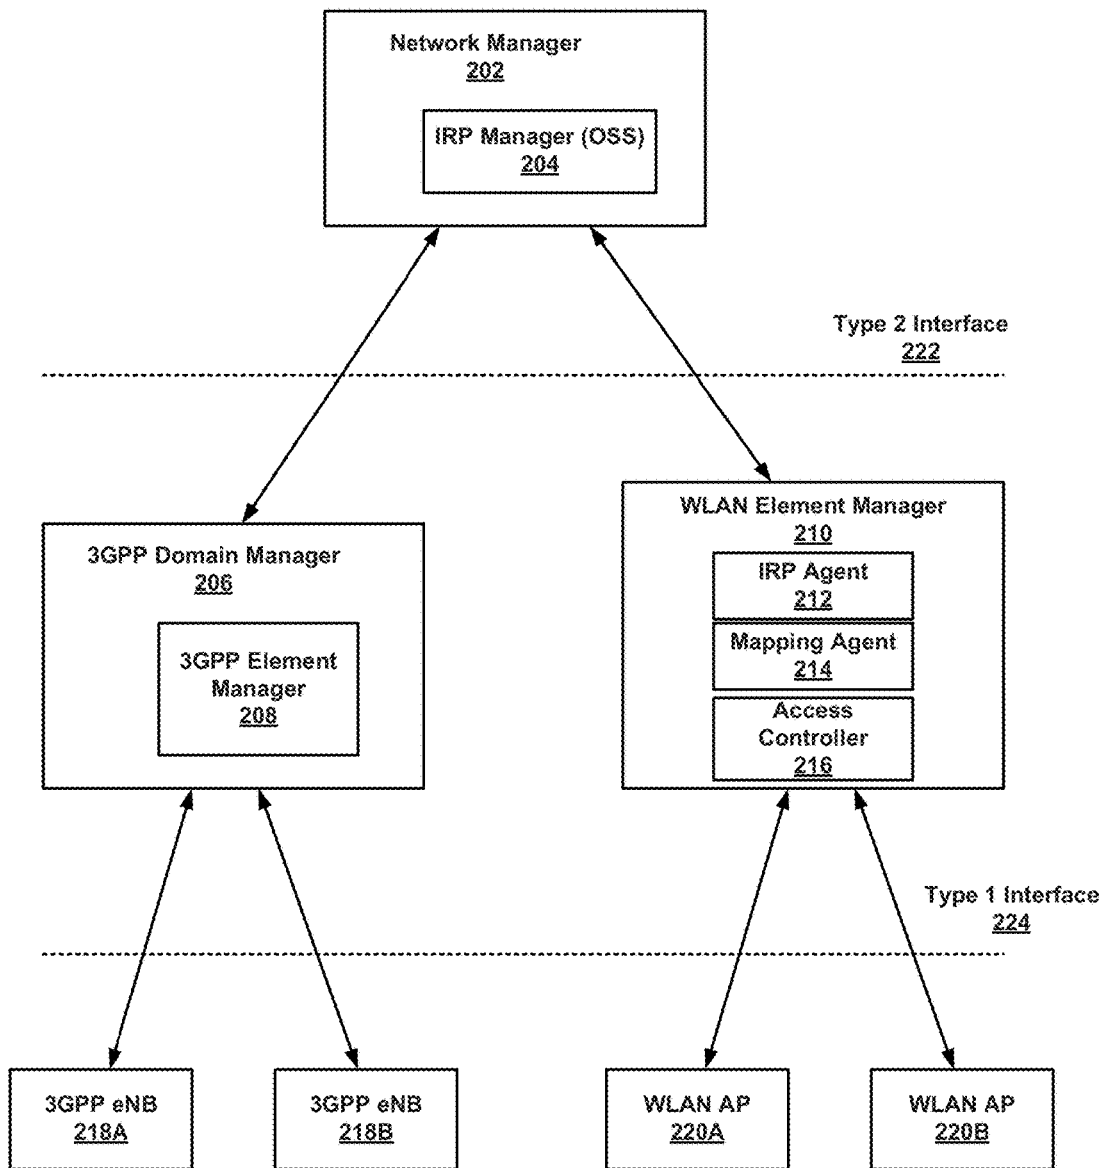 Network Manager
202
IRP Manager (OSS)
204
Type 2 Interface
222
WLAN Element Manager
210
IRP Agent
212
Mapping Agent
214
Access
Controller
216
3GPP Domain Manager
206
3GPP Element
Manager
208
Type 1 Interface
224
3GPP eNB
218A
3GPP eNB
218B
WLAN AP
220A
WLAN AP
220B